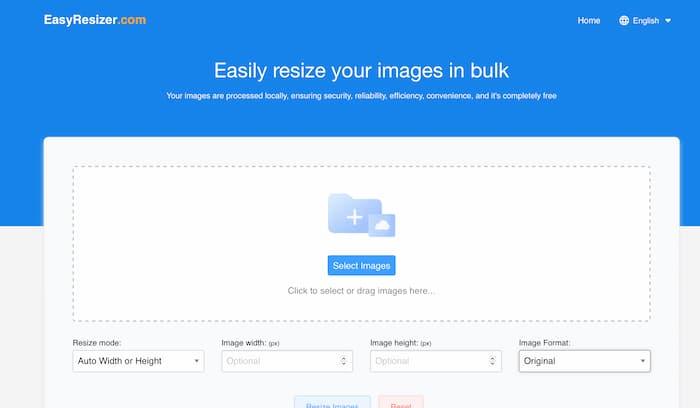 EasyResizer.com
Home
English
Easily resize your images in bulk
Your images are processed locally, ensuring security, reliability, efficiency, convenience, and it's completely free
Select Images
Click to select or drag images here...
Resize mode:
Image width: (px)
Image height: (px)
Image Format:
Auto Width or Height
Optional
Optional
Original
Resize Images
Reset